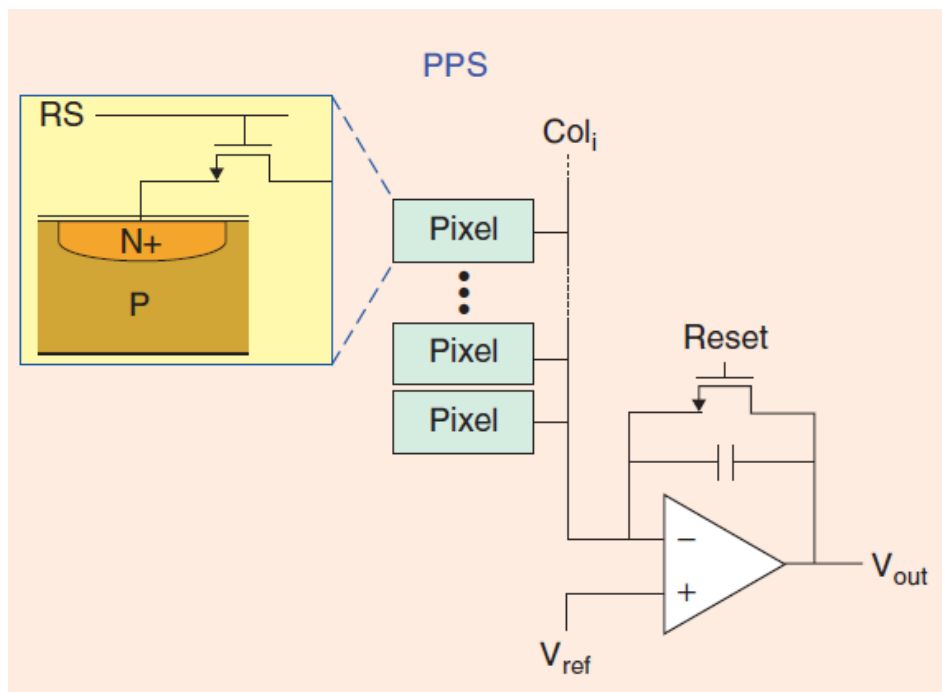 PPS
RS
N+
P
Col_i
Pixel
Pixel
Pixel
Reset
−
+
V_out
V_ref